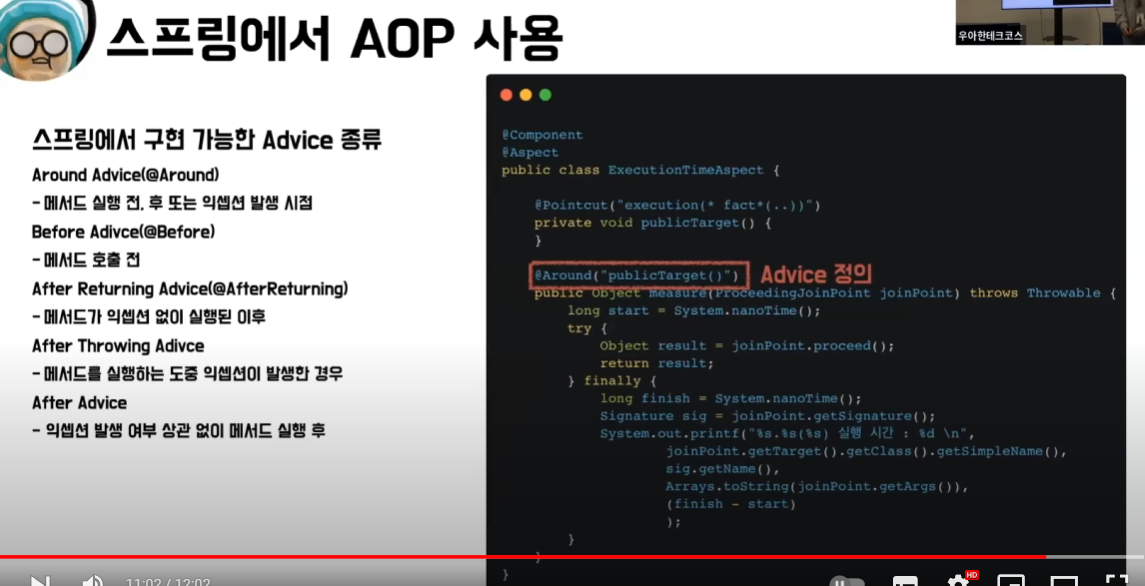 스프링에서 AOP 사용
우아한테크코스
스프링에서 구현 가능한 Advice 종류
Around Advice(@Around)
- 메서드 실행 전, 후 또는 익셉션 발생 시점
Before Adivce(@Before)
- 메서드 호출 전
After Returning Advice(@AfterReturning)
- 메서드가 익셉션 없이 실행된 이후
After Throwing Adivce
- 메서드를 실행하는 도중 익셉션이 발생한 경우
After Advice
- 익셉션 발생 여부 상관 없이 메서드 실행 후
@Component
@Aspect
public class ExecutionTimeAspect {
@Pointcut("execution(* fact*(..))")
private void publicTarget() {
}
@Around("publicTarget()") Advice 정의
public Object measure(ProceedingJoinPoint joinPoint) throws Throwable {
long start = System.nanoTime();
try {
Object result = joinPoint.proceed();
return result;
} finally {
long finish = System.nanoTime();
Signature sig = joinPoint.getSignature();
System.out.printf("%s.%s(%s) 실행 시간 : %d \n",
joinPoint.getTarget().getClass().getSimpleName(),
sig.getName(),
Arrays.toString(joinPoint.getArgs()),
(finish - start)
);
}
}
}
11:02 / 12:02
HD